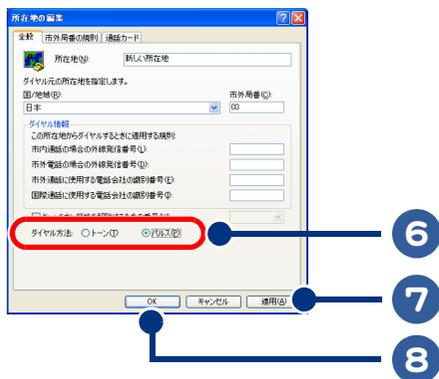 所在地の編集
全般 市外局番の規則 通話カード
所在地(N): 新しい所在地
ダイヤル元の所在地を指定します。
国/地域(R): 市外局番(C):
日本 03
ダイヤル情報
この所在地からダイヤルするときに適用する規則:
市内通話の場合の外線発信番号(L):
市外電話の場合の外線発信番号(D):
市外通話に使用する電話会社の識別番号(E):
国際通話に使用する電話会社の識別番号(I):
ダイヤル方法: トーン(T) パルス(P)
6
OK キャンセル 適用(A)
7
8